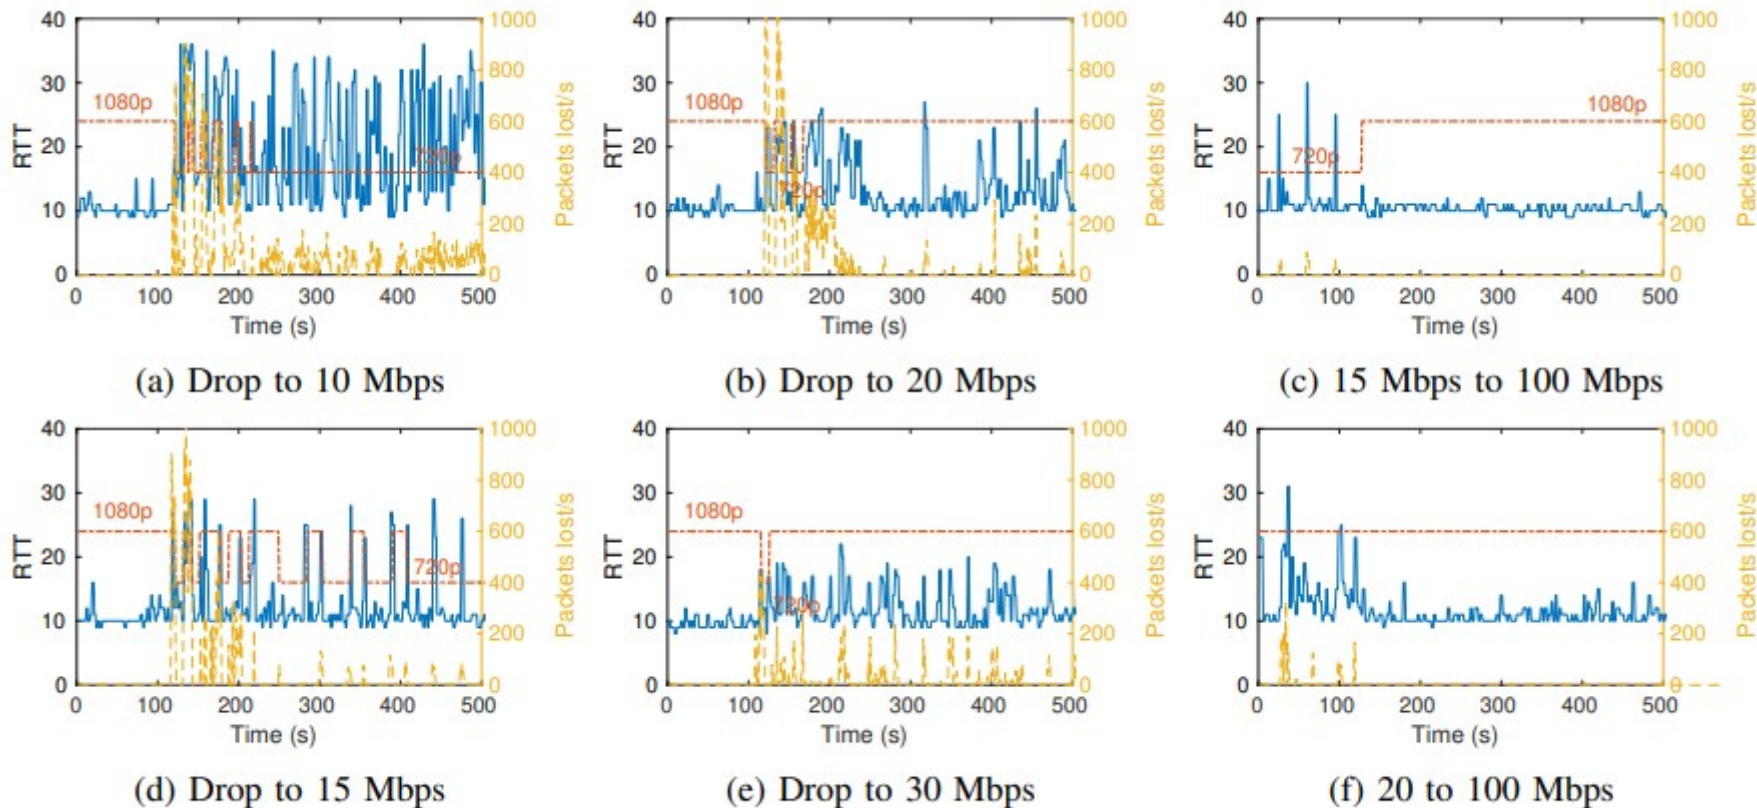 40
30
20
10
0
RTT
1080p
720p
1000
800
600
400
200
0
Packets lost/s
0 100 200 300 400 500
Time (s)
(a) Drop to 10 Mbps
40
30
20
10
0
RTT
1080p
720p
1000
800
600
400
200
0
Packets lost/s
0 100 200 300 400 500
Time (s)
(b) Drop to 20 Mbps
40
30
20
10
0
RTT
1080p
720p
1000
800
600
400
200
0
Packets lost/s
0 100 200 300 400 500
Time (s)
(c) 15 Mbps to 100 Mbps
40
30
20
10
0
RTT
1080p
720p
1000
800
600
400
200
0
Packets lost/s
0 100 200 300 400 500
Time (s)
(d) Drop to 15 Mbps
40
30
20
10
0
RTT
1080p
720p
1000
800
600
400
200
0
Packets lost/s
0 100 200 300 400 500
Time (s)
(e) Drop to 30 Mbps
40
30
20
10
0
RTT
1000
800
600
400
200
0
Packets lost/s
0 100 200 300 400 500
Time (s)
(f) 20 to 100 Mbps